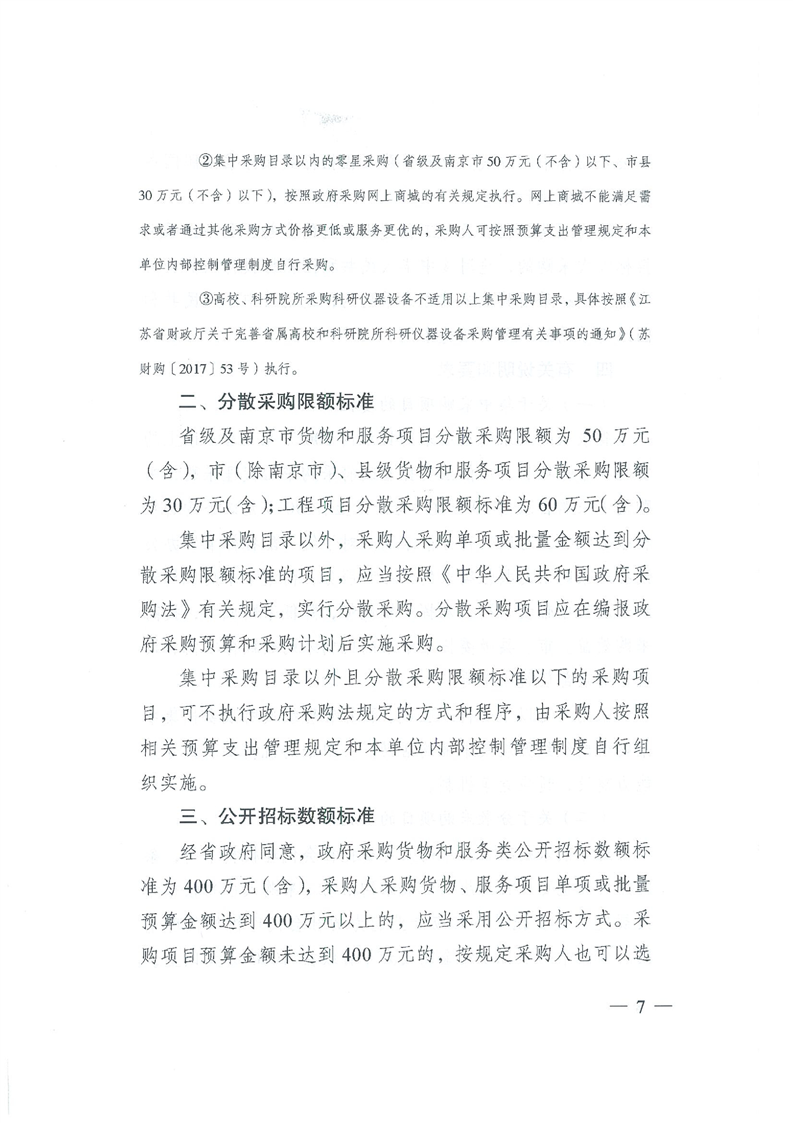 ②集中采购目录以内的零星采购（省级及南京市50万元（不含）以下、市县
30万元（不含）以下），按照政府采购网上商城的有关规定执行。网上商城不能满足需
求或者通过其他采购方式价格更低或服务更优的，采购人可按照预算支出管理规定和本
单位内部控制管理制度自行采购。
③高校、科研院所采购科研仪器设备不适用以上集中采购目录，具体按照《江
苏省财政厅关于完善省属高校和科研院所科研仪器设备采购管理有关事项的通知》（苏
财购〔2017〕53号）执行。
二、分散采购限额标准
省级及南京市货物和服务项目分散采购限额为 50 万元
（含），市（除南京市）、县级货物和服务项目分散采购限额
为30万元（含）；工程项目分散采购限额标准为60万元（含）。
集中采购目录以外，采购人采购单项或批量金额达到分
散采购限额标准的项目，应当按照《中华人民共和国政府采
购法》有关规定，实行分散采购。分散采购项目应在编报政
府采购预算和采购计划后实施采购。
集中采购目录以外且分散采购限额标准以下的采购项
目，可不执行政府采购法规定的方式和程序，由采购人按照
相关预算支出管理规定和本单位内部控制管理制度自行组
织实施。
三、公开招标数额标准
经省政府同意，政府采购货物和服务类公开招标数额标
准为400万元（含），采购人采购货物、服务项目单项或批量
预算金额达到400万元以上的，应当采用公开招标方式。采
购项目预算金额未达到400万元的，按规定采购人也可以选
— 7 —